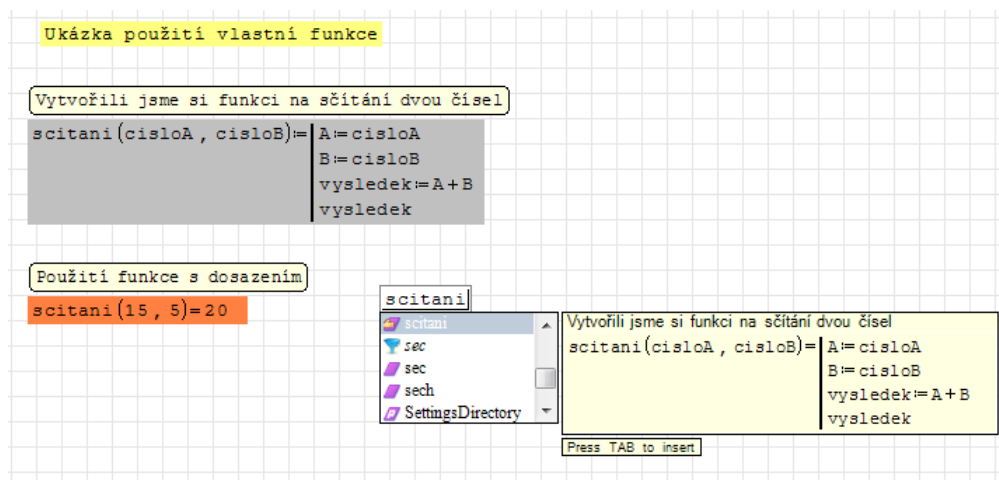 Ukázka použití vlastní funkce
Vytvořili jsme si funkci na sčítání dvou čísel
scitani(cisloA , cisloB):= A:=cisloA
B:=cisloB
vysledek:=A+B
vysledek
Použití funkce s dosazením
scitani(15 , 5)=20
scitani
scitani
sec
sec
sech
SettingsDirectory
Vytvořili jsme si funkci na sčítání dvou čísel
scitani(cisloA , cisloB)= A:=cisloA
B:=cisloB
vysledek:=A+B
vysledek
Press TAB to insert